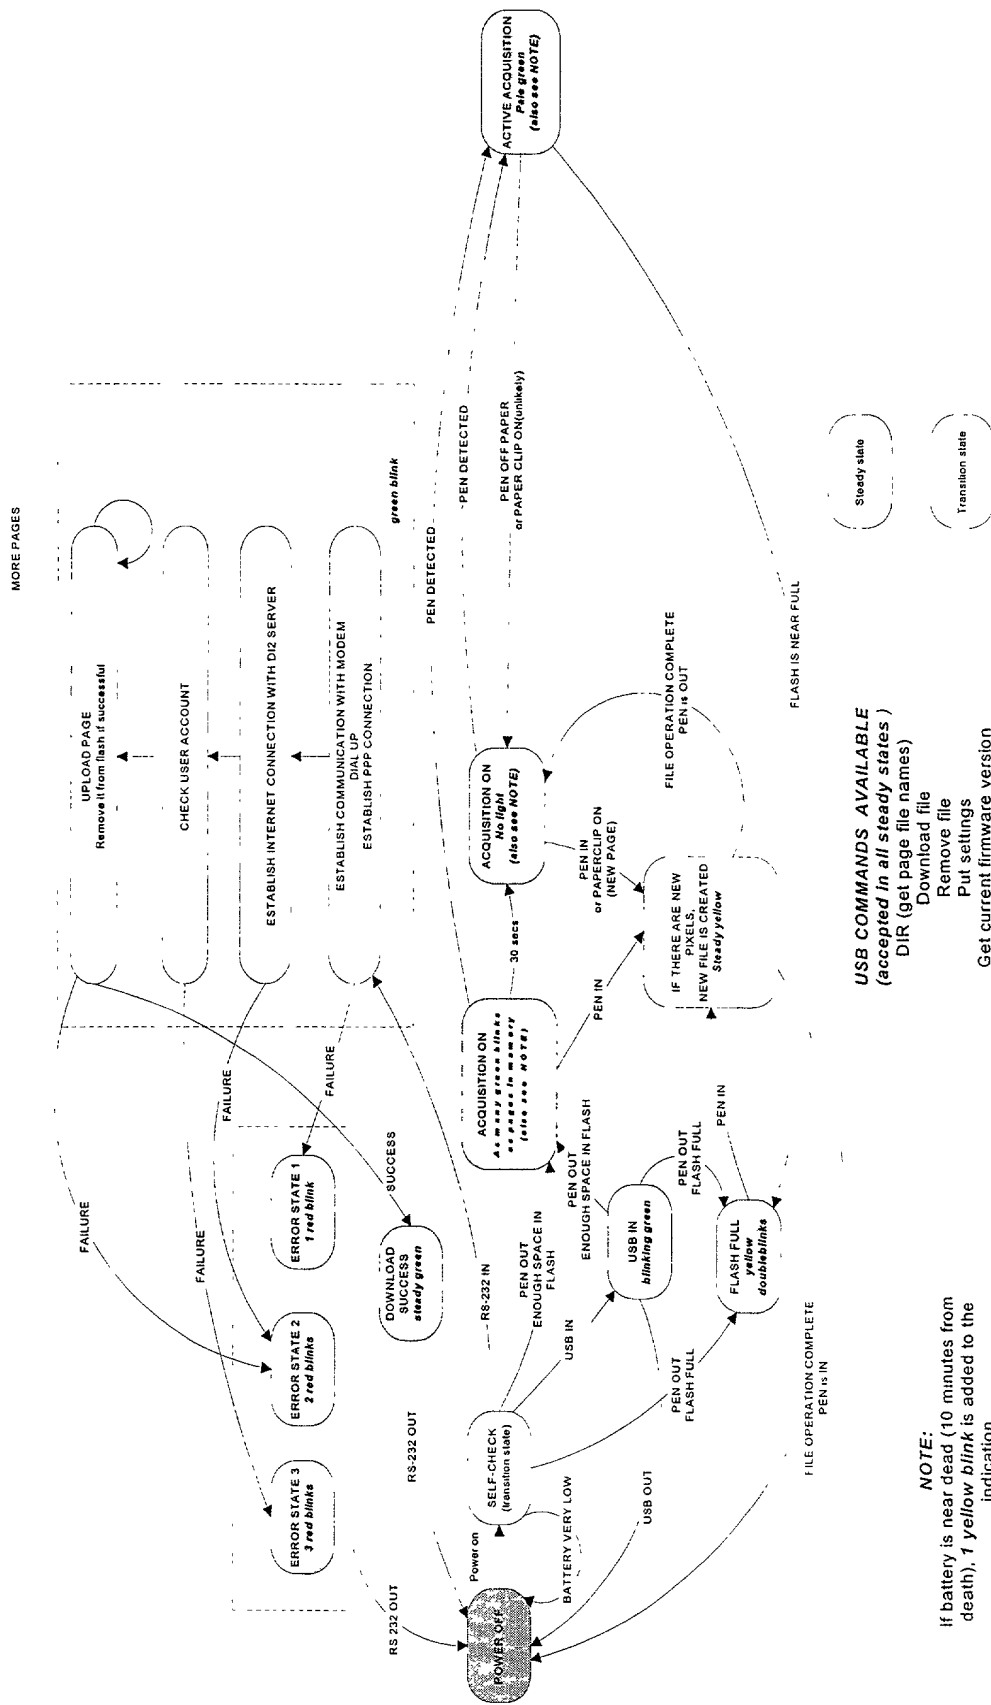 MORE PAGES
UPLOAD PAGE
Remove it from flash if successful
CHECK USER ACCOUNT
ESTABLISH INTERNET CONNECTION WITH DI2 SERVER
ESTABLISH COMMUNICATION WITH MODEM
DIAL UP
ESTABLISH PPP CONNECTION
green blink
FAILURE
FAILURE
FAILURE
FAILURE
SUCCESS
ERROR STATE 3
3 red blinks
ERROR STATE 2
2 red blinks
ERROR STATE 1
1 red blink
DOWNLOAD
SUCCESS
steady green
RS 232 OUT
RS-232 OUT
RS-232 IN
PEN DETECTED
PEN DETECTED
PEN OFF PAPER
or PAPER CLIP ON(unlikely)
ACTIVE ACQUISITION
Pale green
(also see NOTE)
POWER OFF
Power on
SELF-CHECK
(transition state)
BATTERY VERY LOW
PEN OUT
ENOUGH SPACE IN
FLASH
USB IN
PEN OUT
FLASH FULL
USB IN
blinking green
PEN OUT
ENOUGH SPACE IN FLASH
PEN OUT
FLASH FULL
ACQUISITION ON
As many green blinks
as pages in memory
(also see NOTE)
30 secs
ACQUISITION ON
No light
(also see NOTE)
PEN IN
PEN IN
or PAPERCLIP ON
(NEW PAGE)
FILE OPERATION COMPLETE
PEN is OUT
IF THERE ARE NEW
PIXELS,
NEW FILE IS CREATED
Steady yellow
FLASH FULL
yellow
doubleblinks
PEN IN
USB OUT
FILE OPERATION COMPLETE
PEN is IN
FLASH IS NEAR FULL
NOTE:
If battery is near dead (10 minutes from
death), 1 yellow blink is added to the
indication
USB COMMANDS AVAILABLE
(accepted in all steady states )
DIR (get page file names)
Download file
Remove file
Put settings
Get current firmware version
Steady state
Transition state